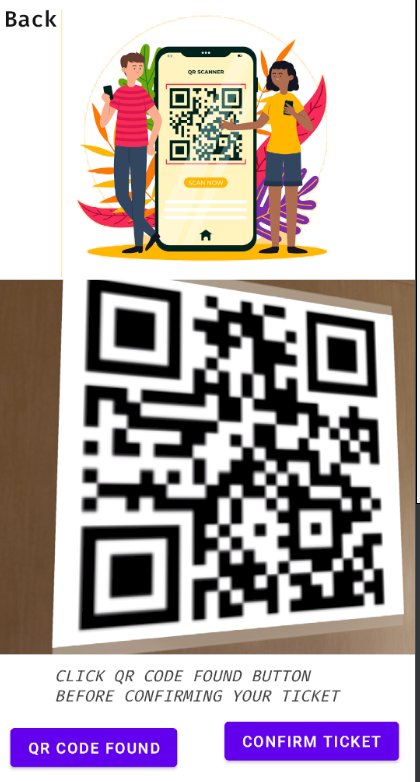 Back
QR SCANNER
SCAN NOW
CLICK QR CODE FOUND BUTTON
BEFORE CONFIRMING YOUR TICKET
QR CODE FOUND
CONFIRM TICKET